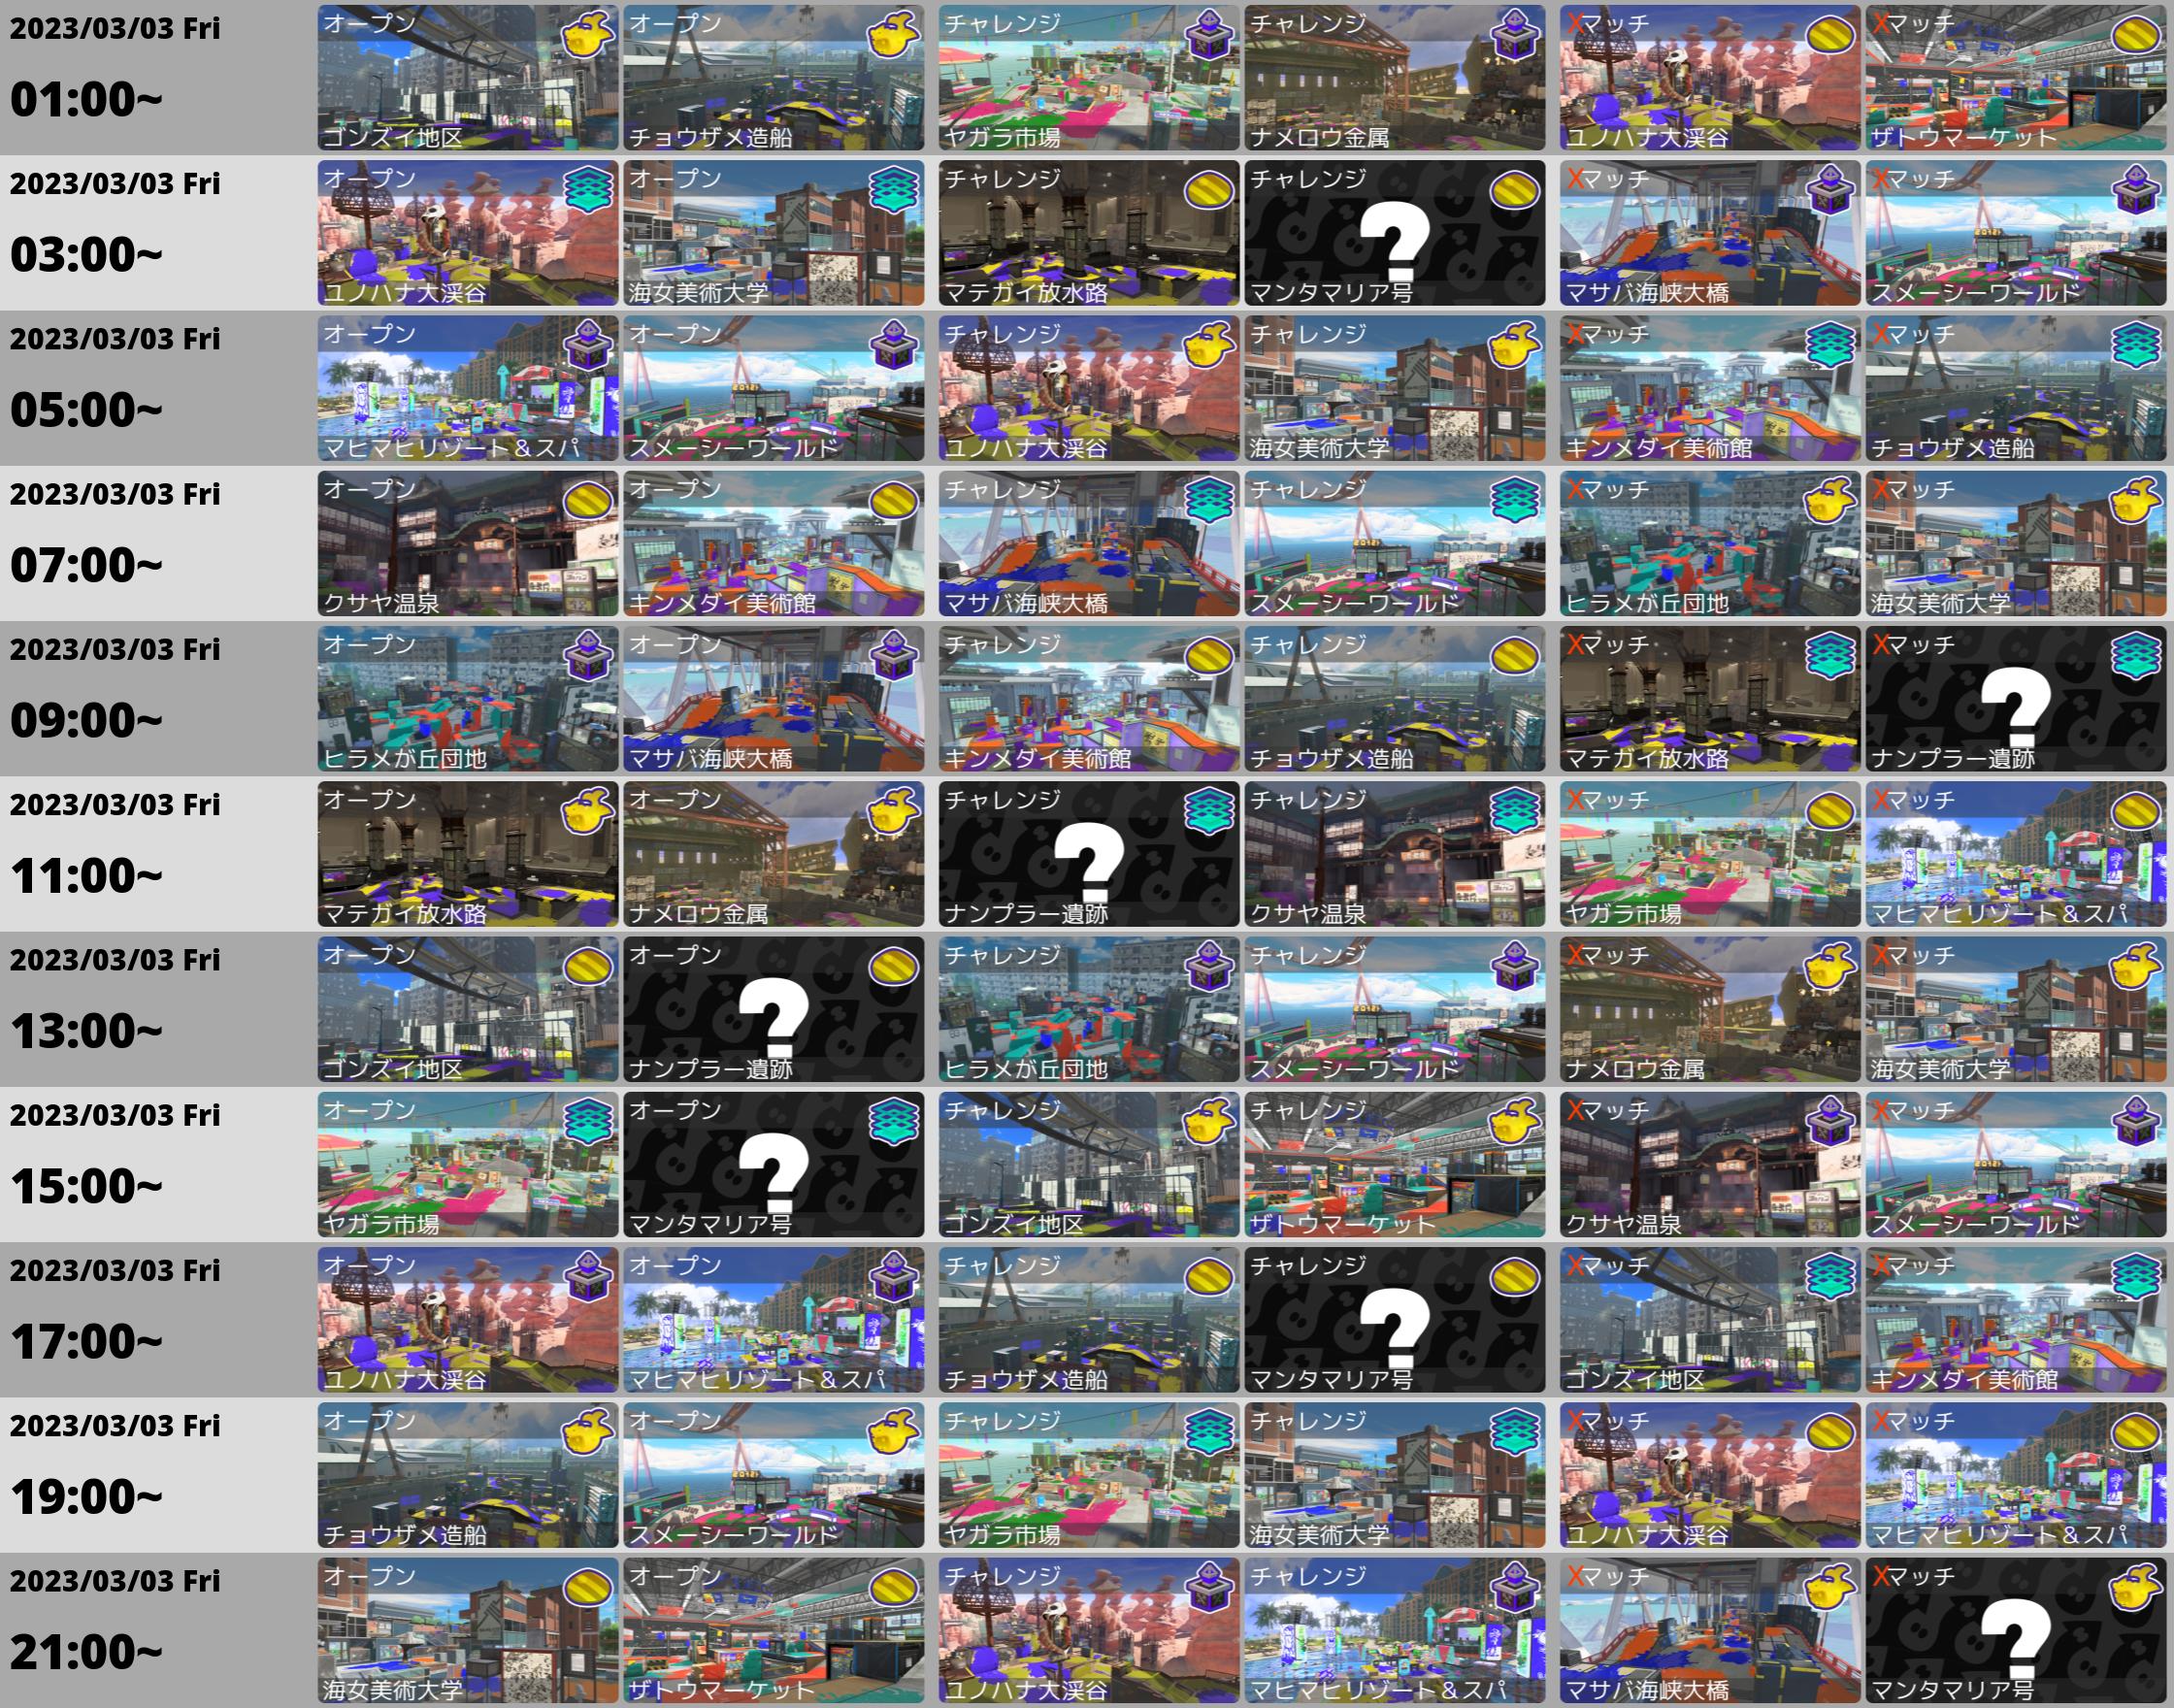 2023/03/03 Fri
01:00~
オープン
ゴンズイ地区
オープン
チョウザメ造船
チャレンジ
ヤガラ市場
チャレンジ
ナメロウ金属
Xマッチ
ユノハナ大渓谷
Xマッチ
ザトウマーケット
2023/03/03 Fri
03:00~
オープン
ユノハナ大渓谷
オープン
海女美術大学
チャレンジ
マテガイ放水路
チャレンジ
?
マンタマリア号
Xマッチ
マサバ海峡大橋
Xマッチ
スメーシーワールド
2023/03/03 Fri
05:00~
オープン
マヒマヒリゾート＆スパ
オープン
スメーシーワールド
チャレンジ
ユノハナ大渓谷
チャレンジ
海女美術大学
Xマッチ
キンメダイ美術館
Xマッチ
チョウザメ造船
2023/03/03 Fri
07:00~
オープン
クサヤ温泉
オープン
キンメダイ美術館
チャレンジ
マサバ海峡大橋
チャレンジ
スメーシーワールド
Xマッチ
ヒラメが丘団地
Xマッチ
海女美術大学
2023/03/03 Fri
09:00~
オープン
ヒラメが丘団地
オープン
マサバ海峡大橋
チャレンジ
キンメダイ美術館
チャレンジ
チョウザメ造船
Xマッチ
マテガイ放水路
Xマッチ
?
ナンプラー遺跡
2023/03/03 Fri
11:00~
オープン
マテガイ放水路
オープン
ナメロウ金属
チャレンジ
?
ナンプラー遺跡
チャレンジ
クサヤ温泉
Xマッチ
ヤガラ市場
Xマッチ
マヒマヒリゾート＆スパ
2023/03/03 Fri
13:00~
オープン
ゴンズイ地区
オープン
?
ナンプラー遺跡
チャレンジ
ヒラメが丘団地
チャレンジ
スメーシーワールド
Xマッチ
ナメロウ金属
Xマッチ
海女美術大学
2023/03/03 Fri
15:00~
オープン
ヤガラ市場
オープン
?
マンタマリア号
チャレンジ
ゴンズイ地区
チャレンジ
ザトウマーケット
Xマッチ
クサヤ温泉
Xマッチ
スメーシーワールド
2023/03/03 Fri
17:00~
オープン
ユノハナ大渓谷
オープン
マヒマヒリゾート＆スパ
チャレンジ
チョウザメ造船
チャレンジ
?
マンタマリア号
Xマッチ
ゴンズイ地区
Xマッチ
キンメダイ美術館
2023/03/03 Fri
19:00~
オープン
チョウザメ造船
オープン
スメーシーワールド
チャレンジ
ヤガラ市場
チャレンジ
海女美術大学
Xマッチ
ユノハナ大渓谷
Xマッチ
マヒマヒリゾート＆スパ
2023/03/03 Fri
21:00~
オープン
海女美術大学
オープン
ザトウマーケット
チャレンジ
ユノハナ大渓谷
チャレンジ
マヒマヒリゾート＆スパ
Xマッチ
マサバ海峡大橋
Xマッチ
?
マンタマリア号